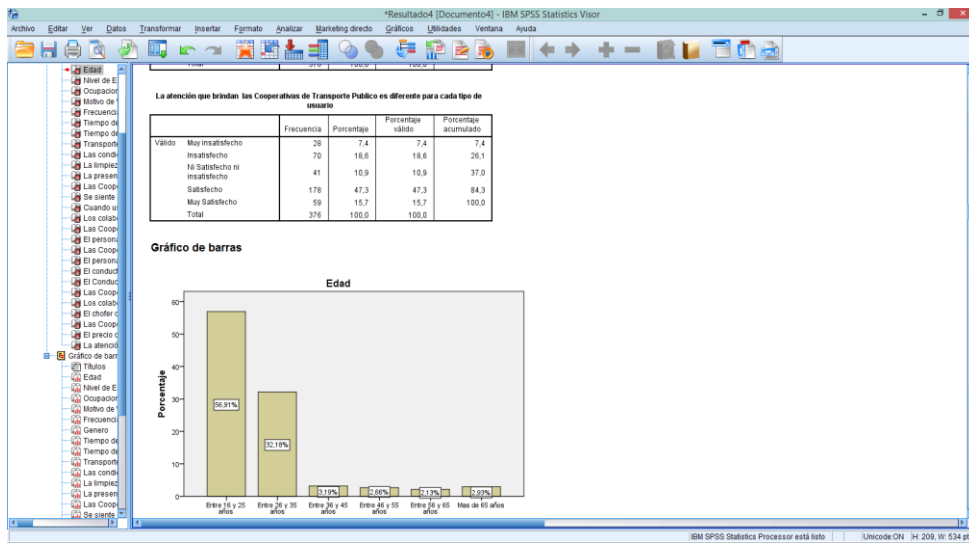 *Resultado4 [Documento4] - IBM SPSS Statistics Visor
Archivo Editar Ver Datos Transformar Insertar Formato Analizar Marketing directo Gráficos Utilidades Ventana Ayuda
Edad
Nivel de E
Ocupacion
Motivo de
Frecuenci
Tiempo de
Tiempo de
Transport
Las condi
La limpiez
La presen
Las Coop
Se siente
Cuando u
Los colab
Las Coop
El persona
Las Coop
El person
El conduc
El Conduc
Las Coop
Los colab
El chofer
Las Coop
El precio
La atenció
Gráfico de barr
Títulos
Edad
Nivel de E
Ocupacion
Motivo de
Frecuenci
Genero
Tiempo de
Tiempo de
Transport
Las condi
La limpiez
La presen
Las Coop
Se siente
Total 376 100,0 100,0
La atención que brindan las Cooperativas de Transporte Publico es diferente para cada tipo de
usuario
Frecuencia Porcentaje Porcentaje válido Porcentaje acumulado
Válido Muy insatisfecho 28 7,4 7,4 7,4
Insatisfecho 70 18,6 18,6 26,1
Ni Satisfecho ni insatisfecho 41 10,9 10,9 37,0
Satisfecho 178 47,3 47,3 84,3
Muy Satisfecho 59 15,7 15,7 100,0
Total 376 100,0 100,0
Gráfico de barras
Edad
Porcentaje
60
50
40
30
20
10
0
56,91%
32,18%
3,19%
2,66%
2,13%
2,93%
Entre 16 y 25 años
Entre 26 y 35 años
Entre 36 y 45 años
Entre 46 y 55 años
Entre 56 y 65 años
Mas de 65 años
IBM SPSS Statistics Processor está listo Unicode:ON H: 209, W: 534 pt